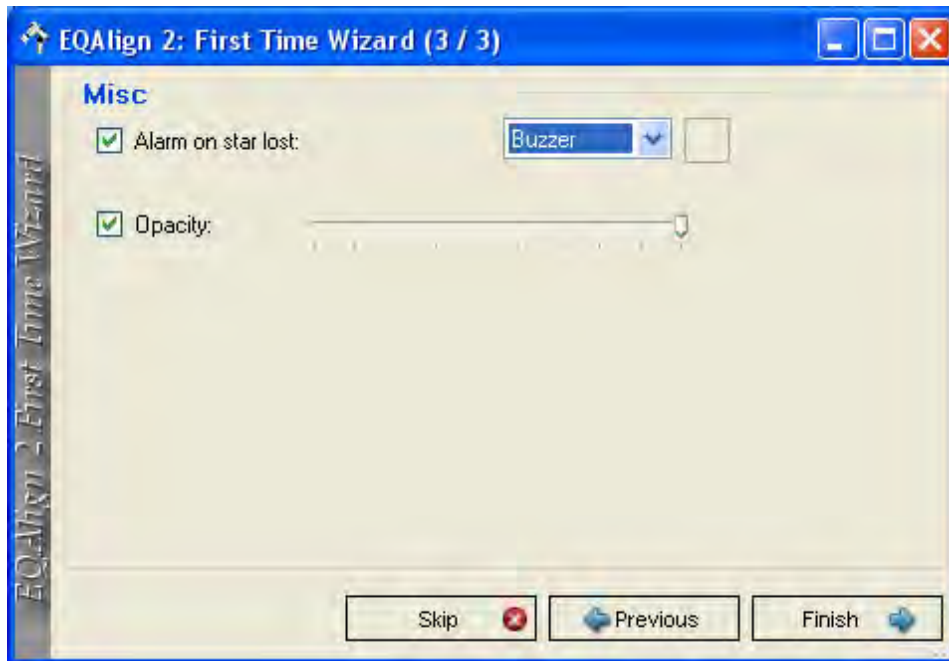 EQAlign 2: First Time Wizard (3 / 3)
Misc
Alarm on star lost:
Buzzer
Opacity:
EQAlign 2 First Time Wizard
Skip
Previous
Finish